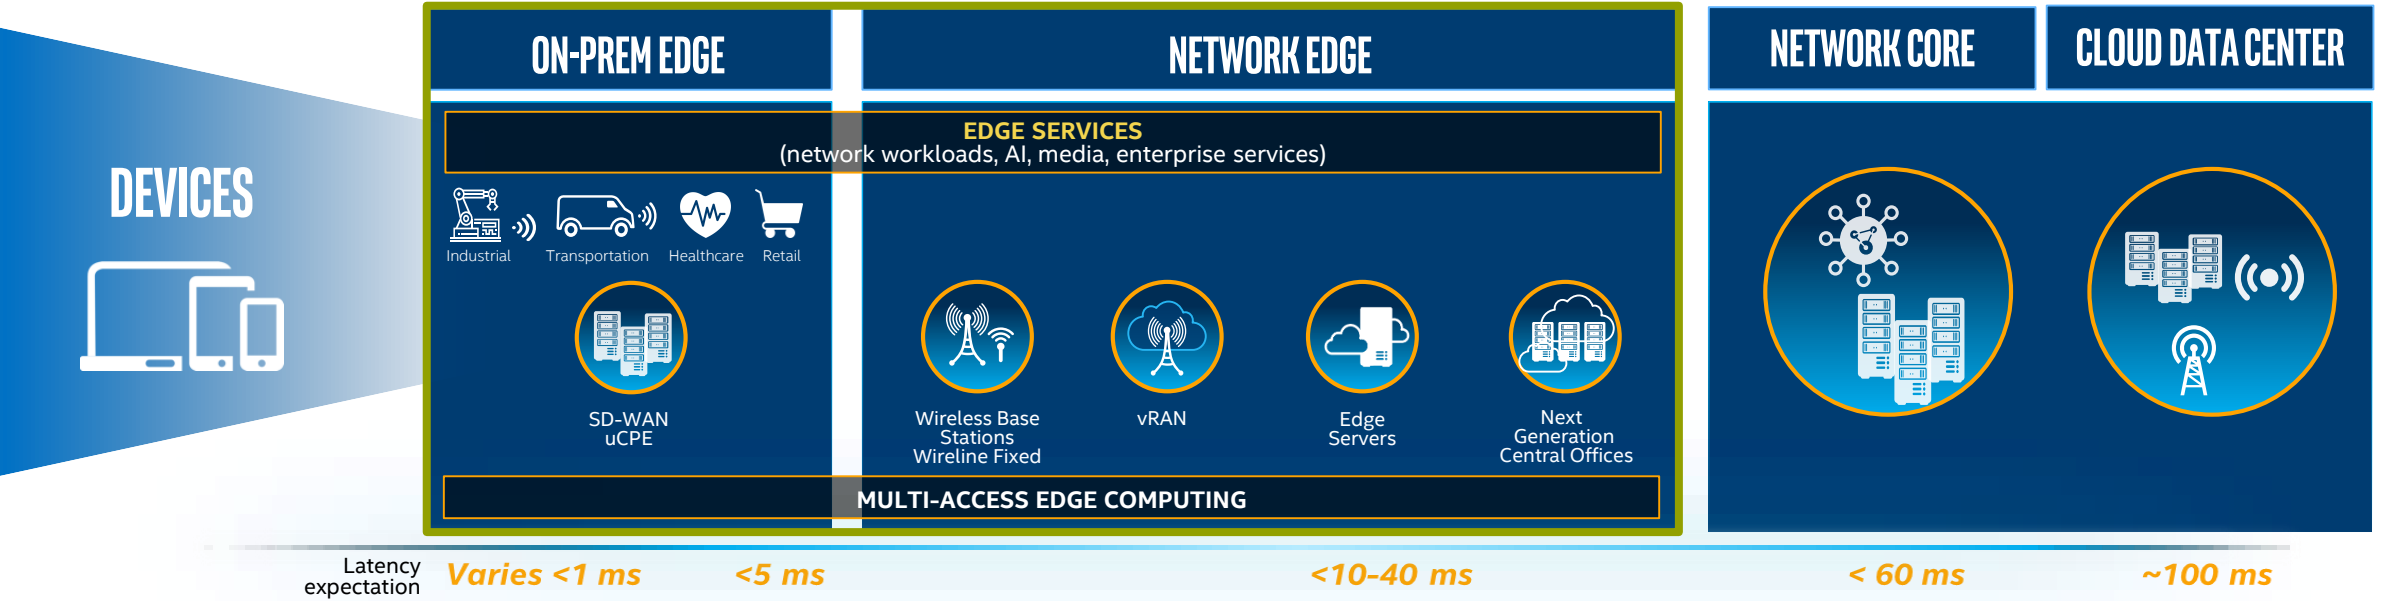 DEVICES
ON-PREM EDGE
NETWORK EDGE
NETWORK CORE
CLOUD DATA CENTER
EDGE SERVICES
(network workloads, AI, media, enterprise services)
Industrial
Transportation
Healthcare
Retail
SD-WAN
uCPE
Wireless Base
Stations
Wireline Fixed
vRAN
Edge
Servers
Next
Generation
Central Offices
MULTI-ACCESS EDGE COMPUTING
Latency
expectation
Varies <1 ms
<5 ms
<10-40 ms
< 60 ms
~100 ms